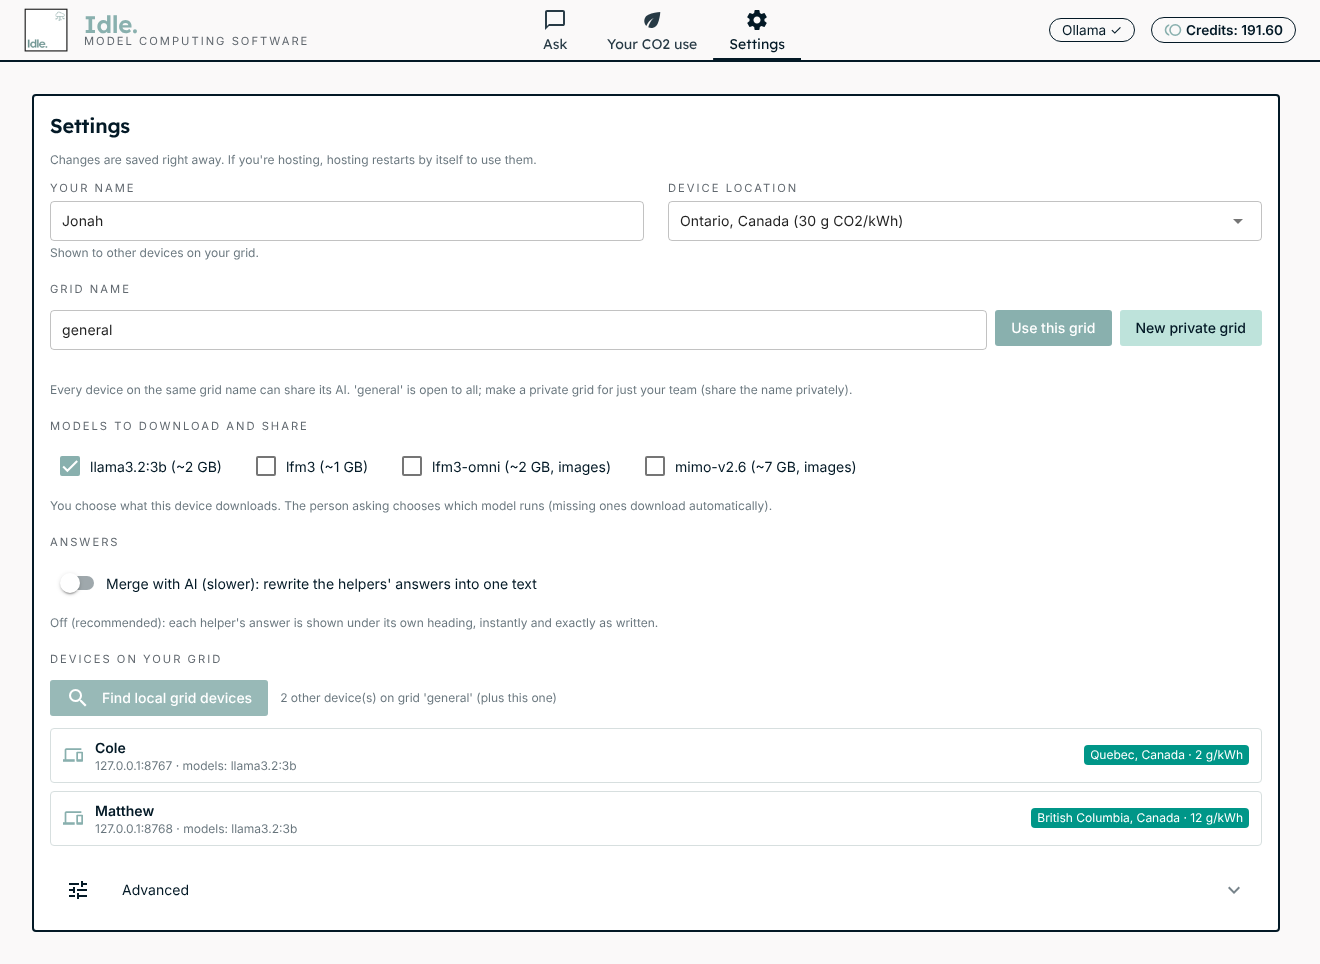 Idle.
Idle.
MODEL COMPUTING SOFTWARE
Ask
Your CO2 use
Settings
Ollama ✓
Credits: 191.60
Settings
Changes are saved right away. If you're hosting, hosting restarts by itself to use them.
YOUR NAME
Jonah
Shown to other devices on your grid.
DEVICE LOCATION
Ontario, Canada (30 g CO2/kWh)
GRID NAME
general
Use this grid
New private grid
Every device on the same grid name can share its AI. 'general' is open to all; make a private grid for just your team (share the name privately).
MODELS TO DOWNLOAD AND SHARE
llama3.2:3b (~2 GB)
lfm3 (~1 GB)
lfm3-omni (~2 GB, images)
mimo-v2.6 (~7 GB, images)
You choose what this device downloads. The person asking chooses which model runs (missing ones download automatically).
ANSWERS
Merge with AI (slower): rewrite the helpers' answers into one text
Off (recommended): each helper's answer is shown under its own heading, instantly and exactly as written.
DEVICES ON YOUR GRID
Find local grid devices
2 other device(s) on grid 'general' (plus this one)
Cole
127.0.0.1:8767 · models: llama3.2:3b
Quebec, Canada · 2 g/kWh
Matthew
127.0.0.1:8768 · models: llama3.2:3b
British Columbia, Canada · 12 g/kWh
Advanced